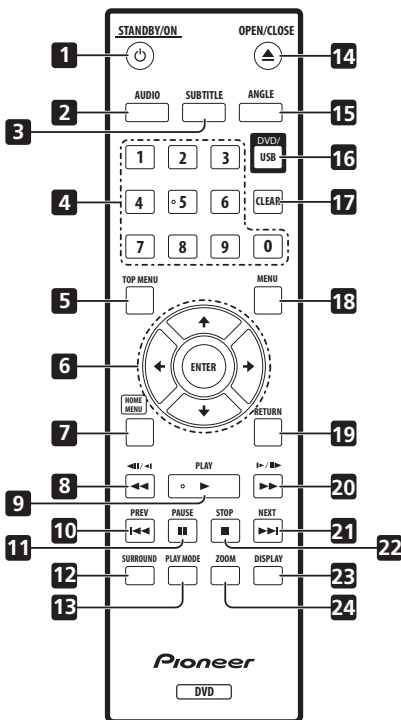 STANDBY/ON OPEN/CLOSE
1 14
AUDIO SUBTITLE ANGLE
2 15
3
DVD/
USB
16
1 2 3
4 4 5 6 CLEAR 17
7 8 9 0
TOP MENU MENU
5 18
6 ENTER
HOME
MENU
RETURN
7 19
PLAY
8 20
9
PREV PAUSE STOP NEXT
10 21
11 22
SURROUND PLAY MODE ZOOM DISPLAY
12 23
13 24
Pioneer
DVD